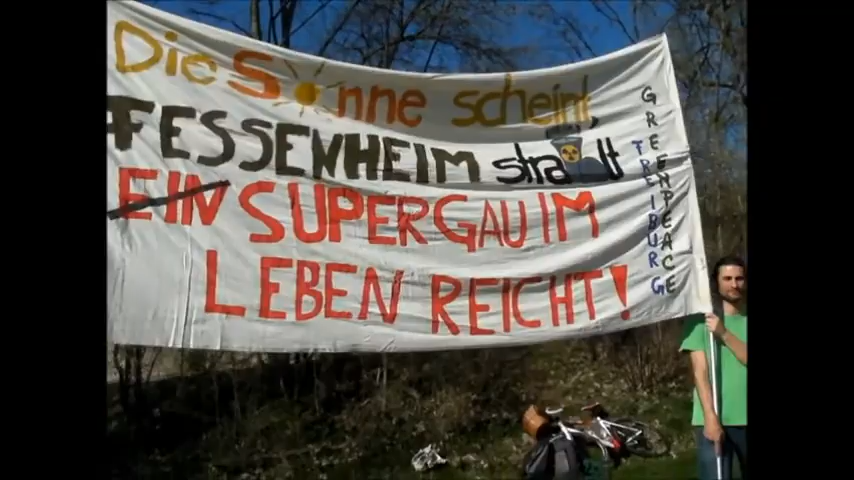 Die Sonne scheint
FESSENHEIM strahlt
EIN SUPERGAU IM
LEBEN REICHT!
GREENPEACE
FREIBURG